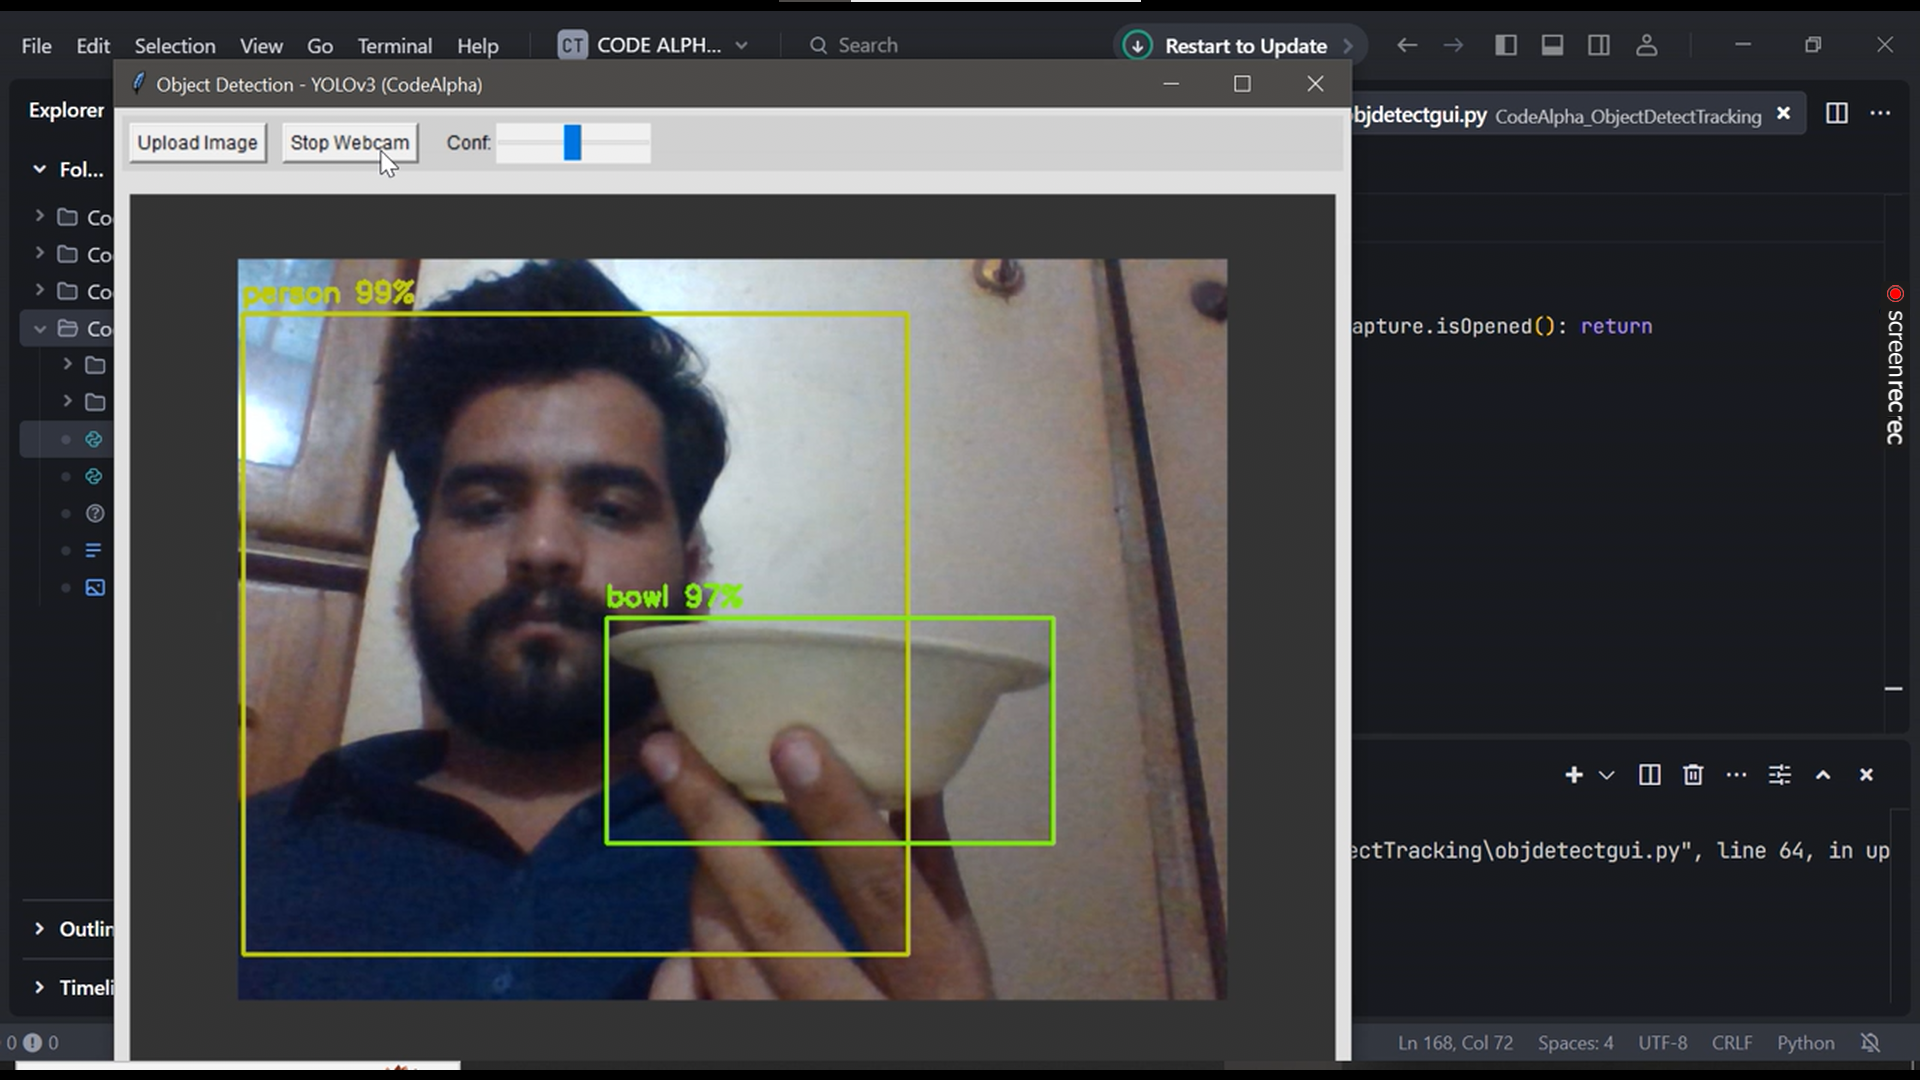 File Edit Selection View Go Terminal Help CT CODE ALPH... Search Restart to Update
Object Detection - YOLOv3 (CodeAlpha)
Explorer
bjdetectgui.py CodeAlpha_ObjectDetectTracking
Upload Image Stop Webcam Conf:
Fol...
Co
Co
Co
Co
person 99%
apture.isOpened(): return
screenrec
bowl 97%
ectTracking\objdetectgui.py", line 64, in up
Outlin
Timeli
0 0 Ln 168, Col 72 Spaces: 4 UTF-8 CRLF Python